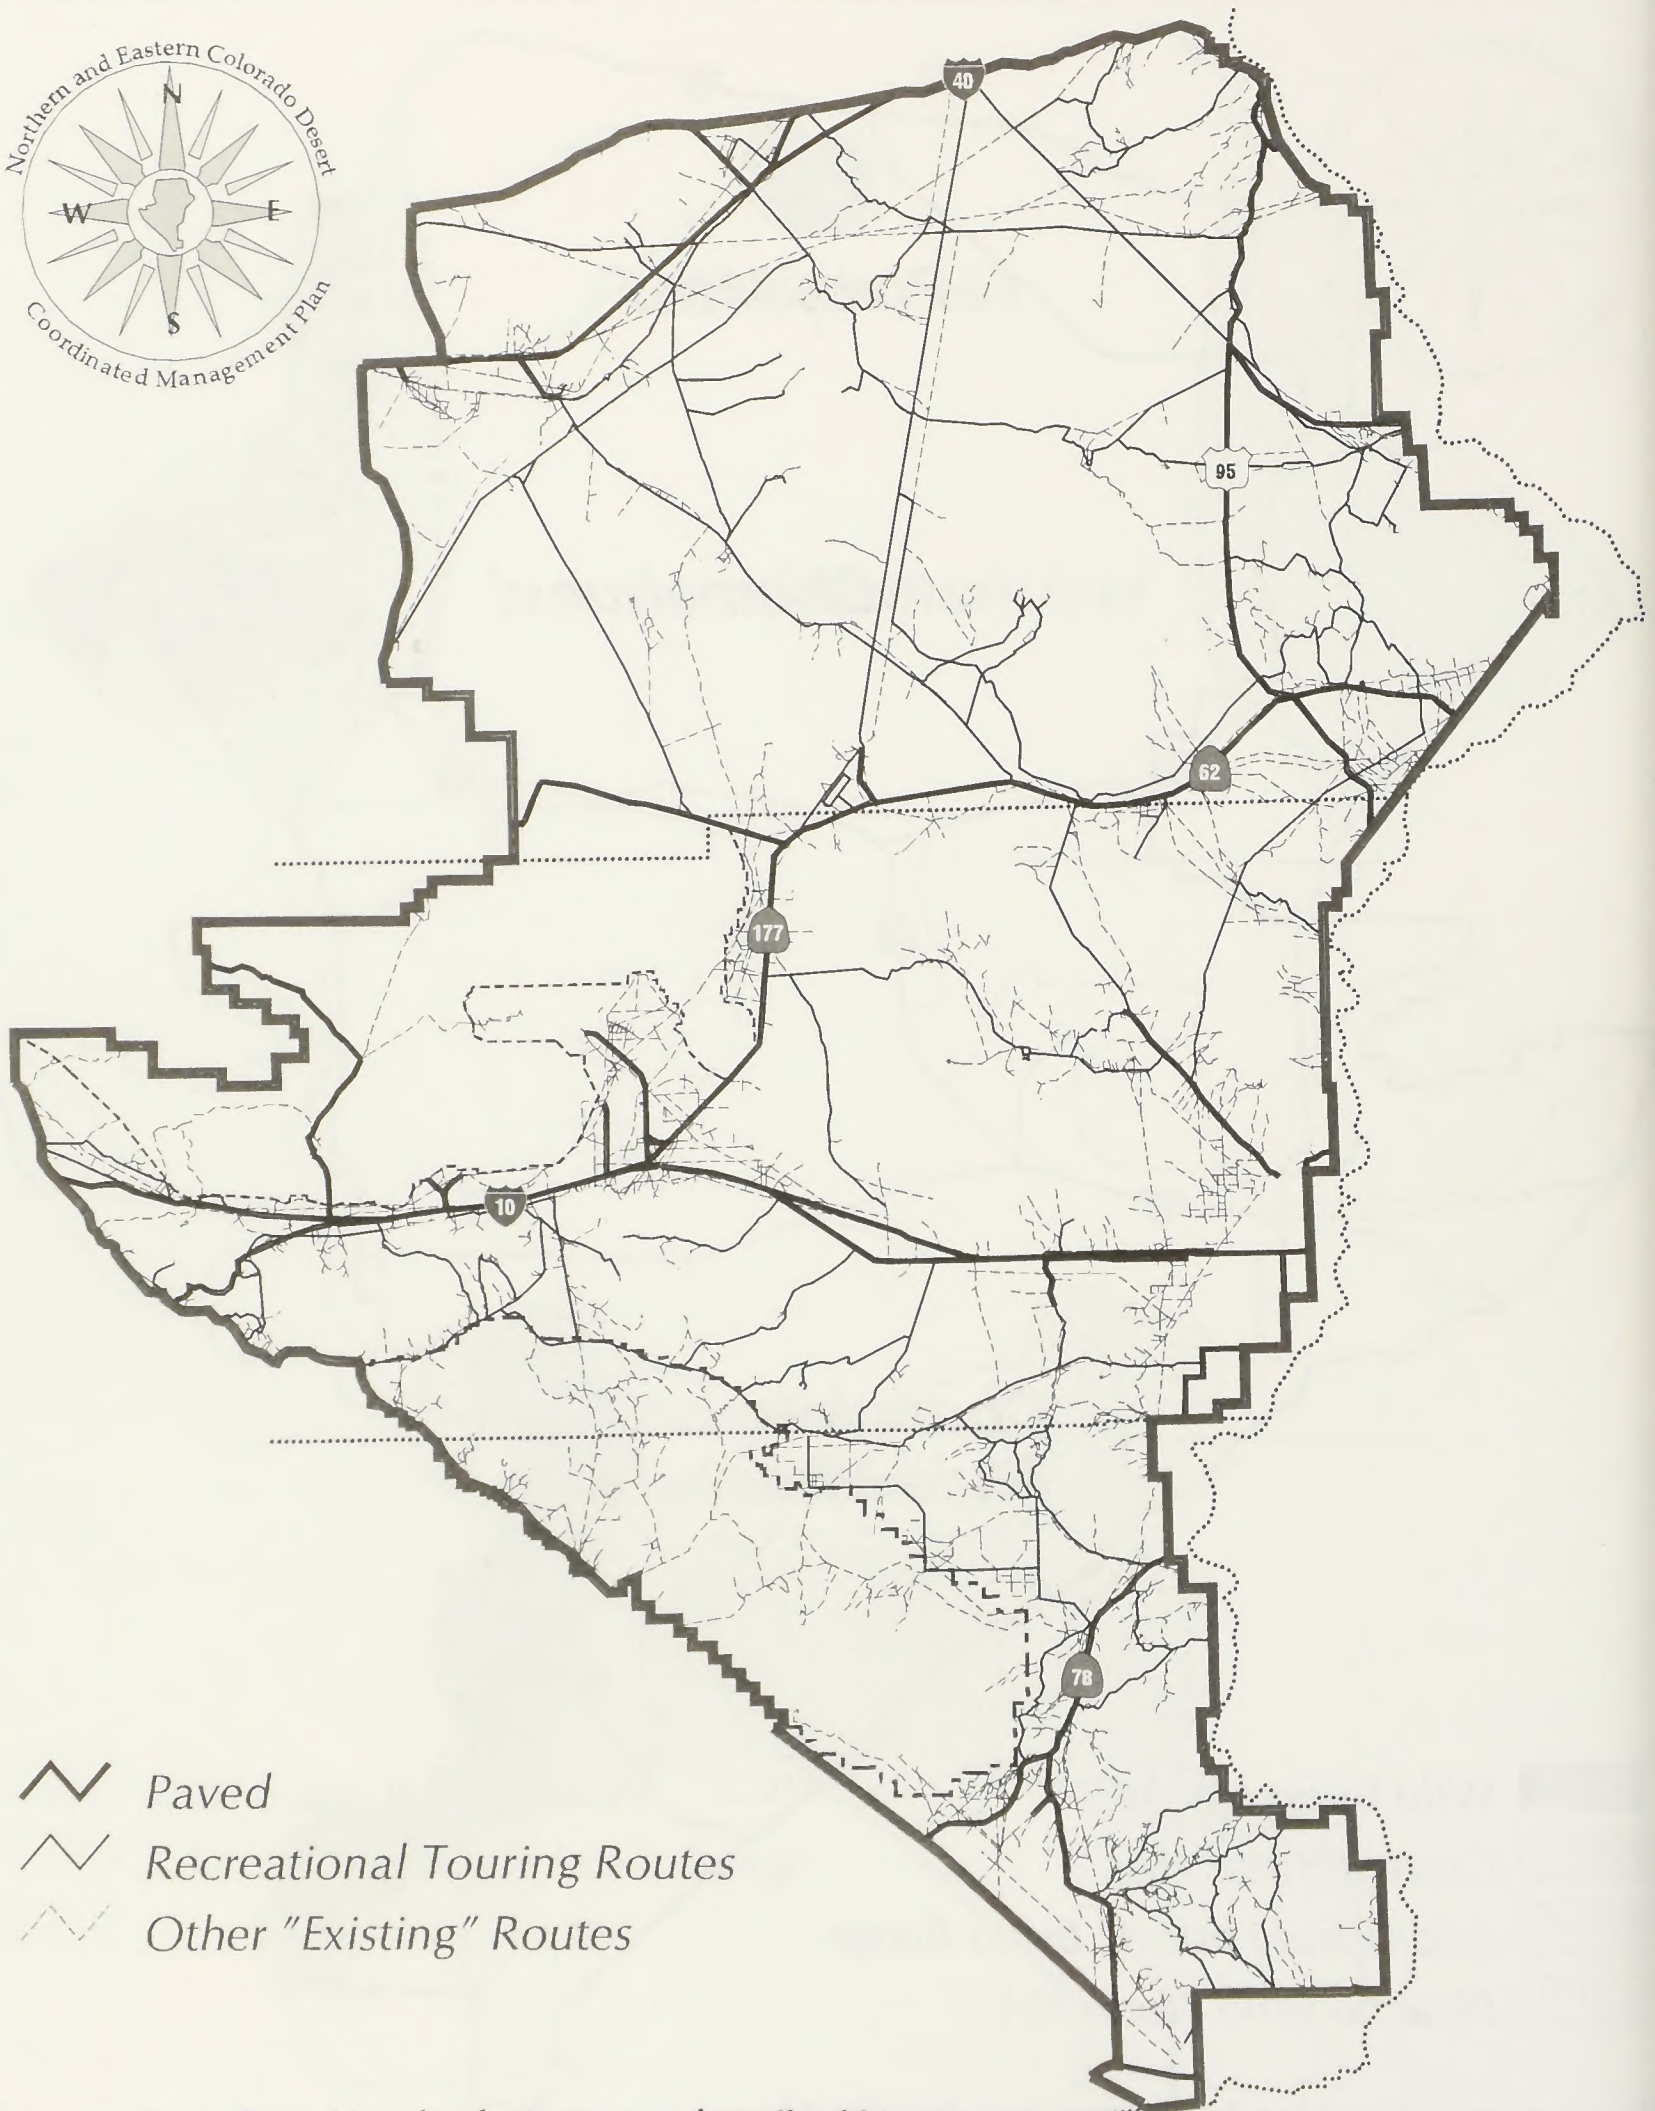 Northern and Eastern Colorado Desert
N
W
E
S
Coordinated Management Plan
40
95
62
177
10
78
Paved
Recreational Touring Routes
Other "Existing" Routes